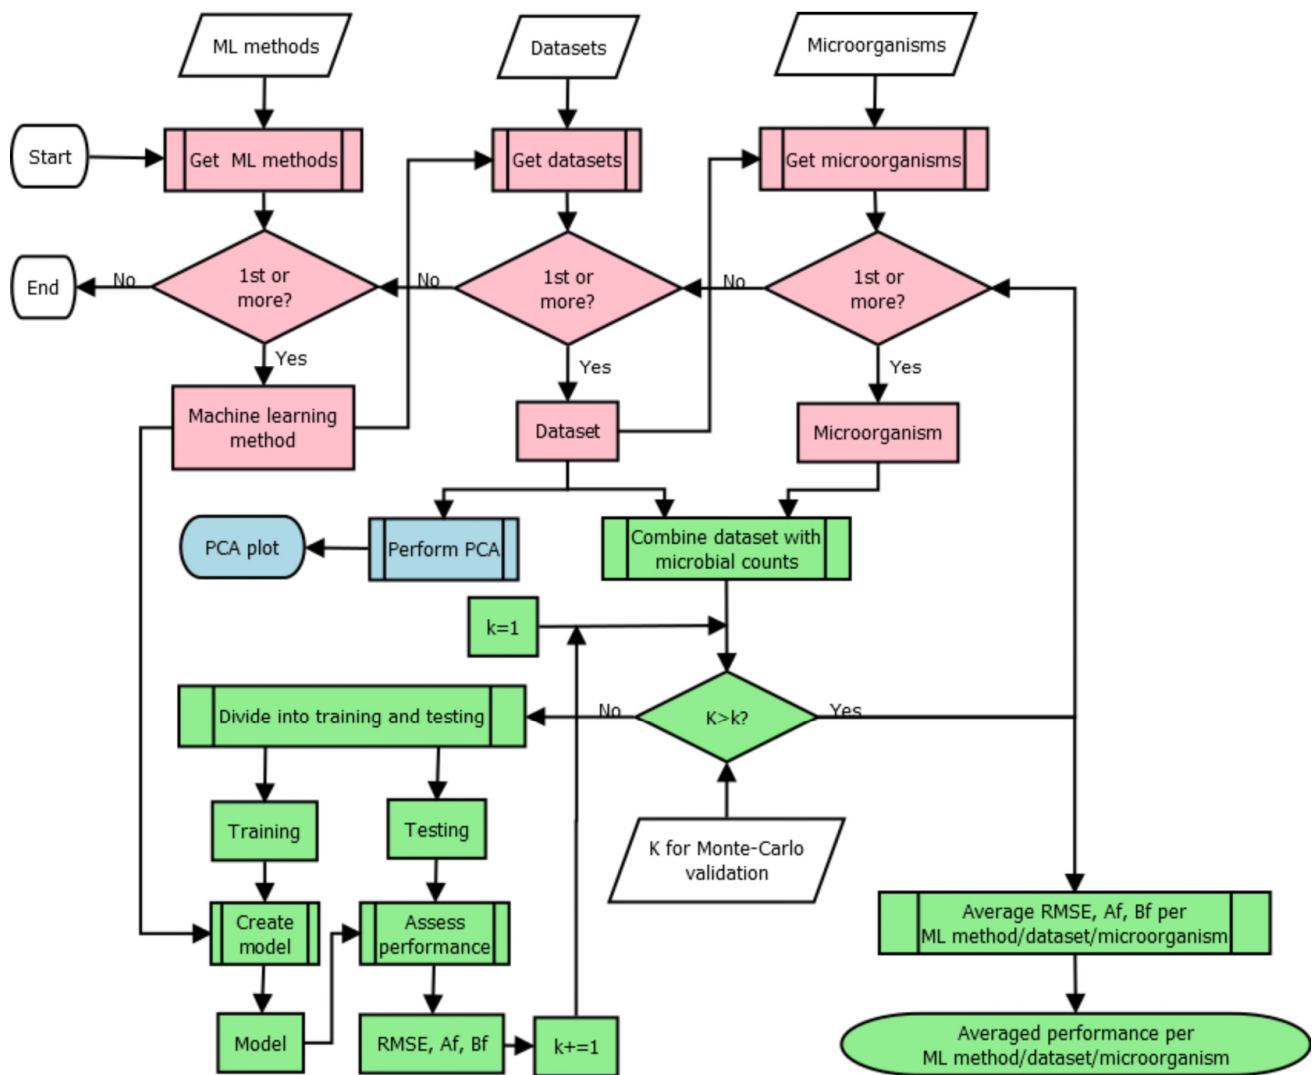 ML methods
Datasets
Microorganisms
Start
Get ML methods
Get datasets
Get microorganisms
End
No
1st or
more?
No
1st or
more?
No
1st or
more?
Yes
Yes
Yes
Machine learning
method
Dataset
Microorganism
PCA plot
Perform PCA
Combine dataset with
microbial counts
k=1
Divide into training and testing
No
K>k?
Yes
Training
Testing
K for Monte-Carlo
validation
Create
model
Assess
performance
Average RMSE, Af, Bf per
ML method/dataset/microorganism
Model
RMSE, Af, Bf
k+=1
Averaged performance per
ML method/dataset/microorganism